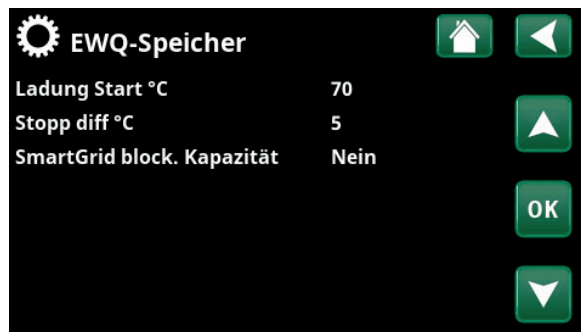 EWQ-Speicher
Ladung Start °C 70
Stopp diff °C 5
SmartGrid block. Kapazität Nein
OK